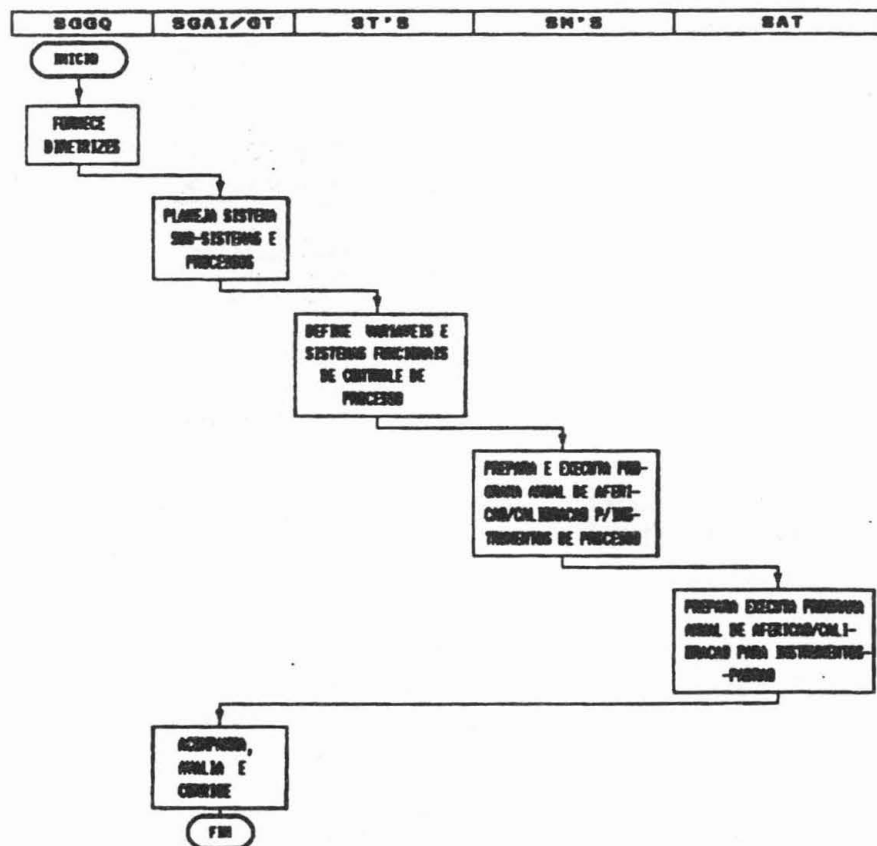 SGGQ SGAI/GT ST'S SM'S SAT
INICIO
FORNECE
DIRETRIZES
PLANEJA SISTEMA
SUB-SISTEMAS E
PROCESSOS
DEFINE VARIAVEIS E
SISTEMAS FUNCIONAIS
DE CONTROLE DE
PROCESSO
PREPARA E EXECUTA PRO-
GRAMA ANUAL DE AFERI-
CAO/CALIBRACAO P/INS-
TRUMENTOS DE PROCESSO
PREPARA EXECUTA PROGRAMA
ANUAL DE AFERICAO/CALI-
BRACAO PARA INSTRUMENTOS-
-PADRAO
ACOMPANHA,
AVALIA E
CORRIGE
FIM